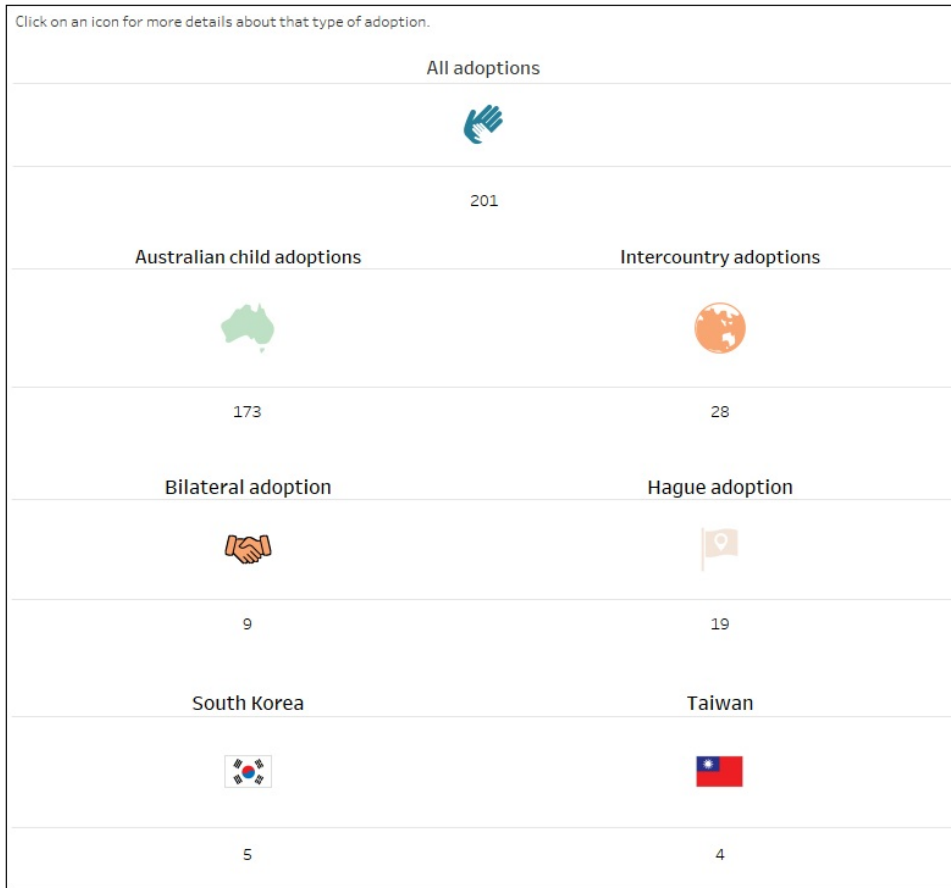 Click on an icon for more details about that type of adoption.
All adoptions
201
Australian child adoptions Intercountry adoptions
173 28
Bilateral adoption Hague adoption
9 19
South Korea Taiwan
5 4